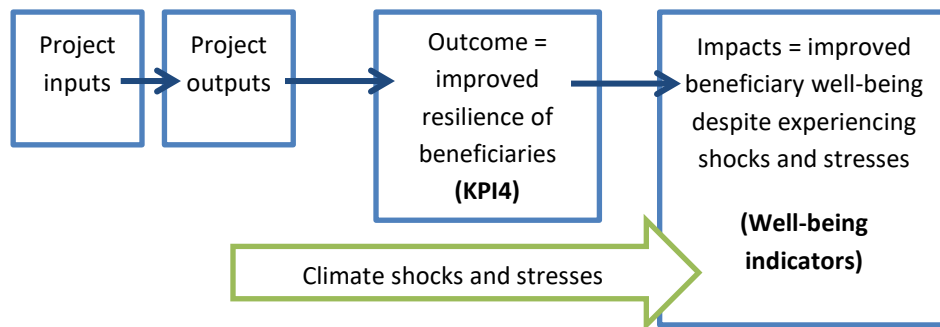 Project
inputs
Project
outputs
Outcome =
improved
resilience of
beneficiaries
(KPI4)
Impacts = improved
beneficiary well-being
despite experiencing
shocks and stresses
(Well-being
indicators)
Climate shocks and stresses